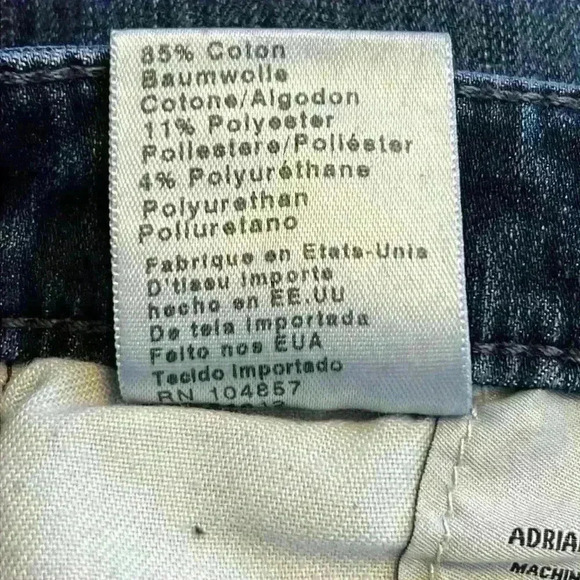 85% Coton
Baumwolle
Cotone/Algodon
11% Polyester
Poliestere/Poliéster
4% Polyuréthane
Polyurethan
Poliuretano
Fabrique en Etats-Unis
D'tissu importe
hecho en EE.UU
De tela importada
Feito nos EUA
Tecido importado
RN 104857
ADRIA
MACHIN